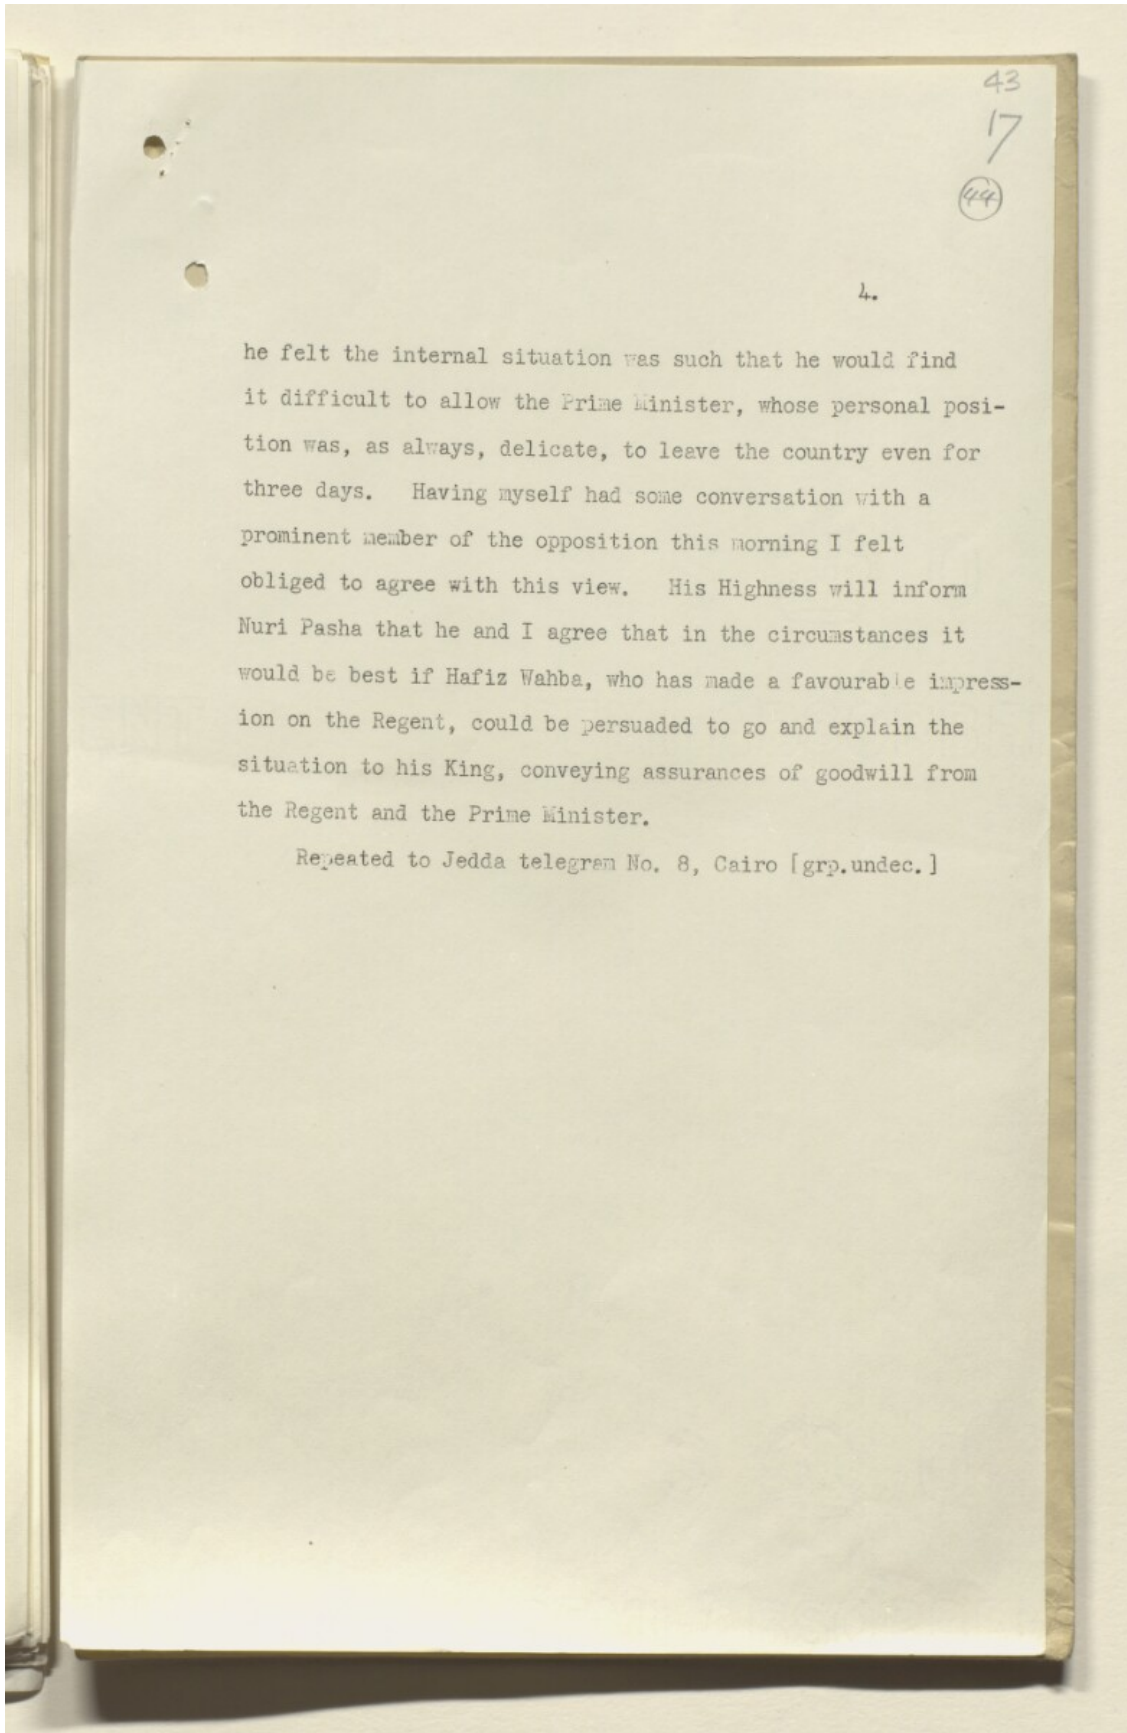 43
17
44
4.
he felt the internal situation was such that he would find
it difficult to allow the Prime Minister, whose personal posi-
tion was, as always, delicate, to leave the country even for
three days. Having myself had some conversation with a
prominent member of the opposition this morning I felt
obliged to agree with this view. His Highness will inform
Nuri Pasha that he and I agree that in the circumstances it
would be best if Hafiz Wahba, who has made a favourable impress-
ion on the Regent, could be persuaded to go and explain the
situation to his King, conveying assurances of goodwill from
the Regent and the Prime Minister.
Repeated to Jedda telegram No. 8, Cairo [grp.undec.]